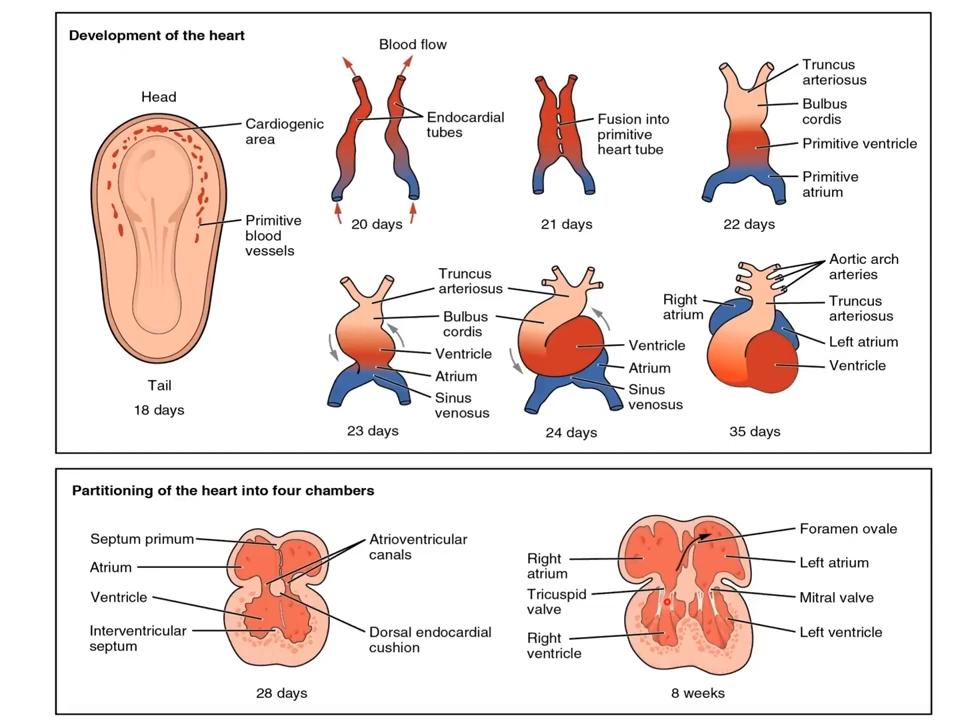 Development of the heart
Blood flow
Head
Cardiogenic
area
Endocardial
tubes
Fusion into
primitive
heart tube
Truncus
arteriosus
Bulbus
cordis
Primitive ventricle
Primitive
atrium
Primitive
blood
vessels
20 days
21 days
22 days
Tail
18 days
Truncus
arteriosus
Bulbus
cordis
Ventricle
Atrium
Sinus
venosus
23 days
Ventricle
Atrium
Sinus
venosus
24 days
Right
atrium
Aortic arch
arteries
Truncus
arteriosus
Left atrium
Ventricle
35 days
Partitioning of the heart into four chambers
Septum primum
Atrium
Ventricle
Interventricular
septum
Atrioventricular
canals
Dorsal endocardial
cushion
28 days
Right
atrium
Tricuspid
valve
Right
ventricle
Foramen ovale
Left atrium
Mitral valve
Left ventricle
8 weeks